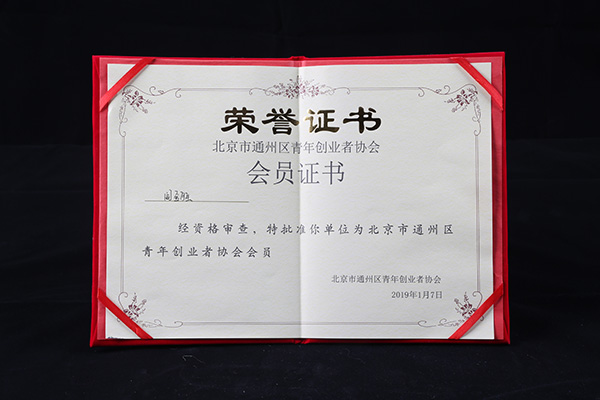 荣誉证书
北京市通州区青年创业者协会
会员证书
经资格审查，特批准你单位为北京市通州区
青年创业者协会会员
北京市通州区青年创业者协会
2019年1月7日